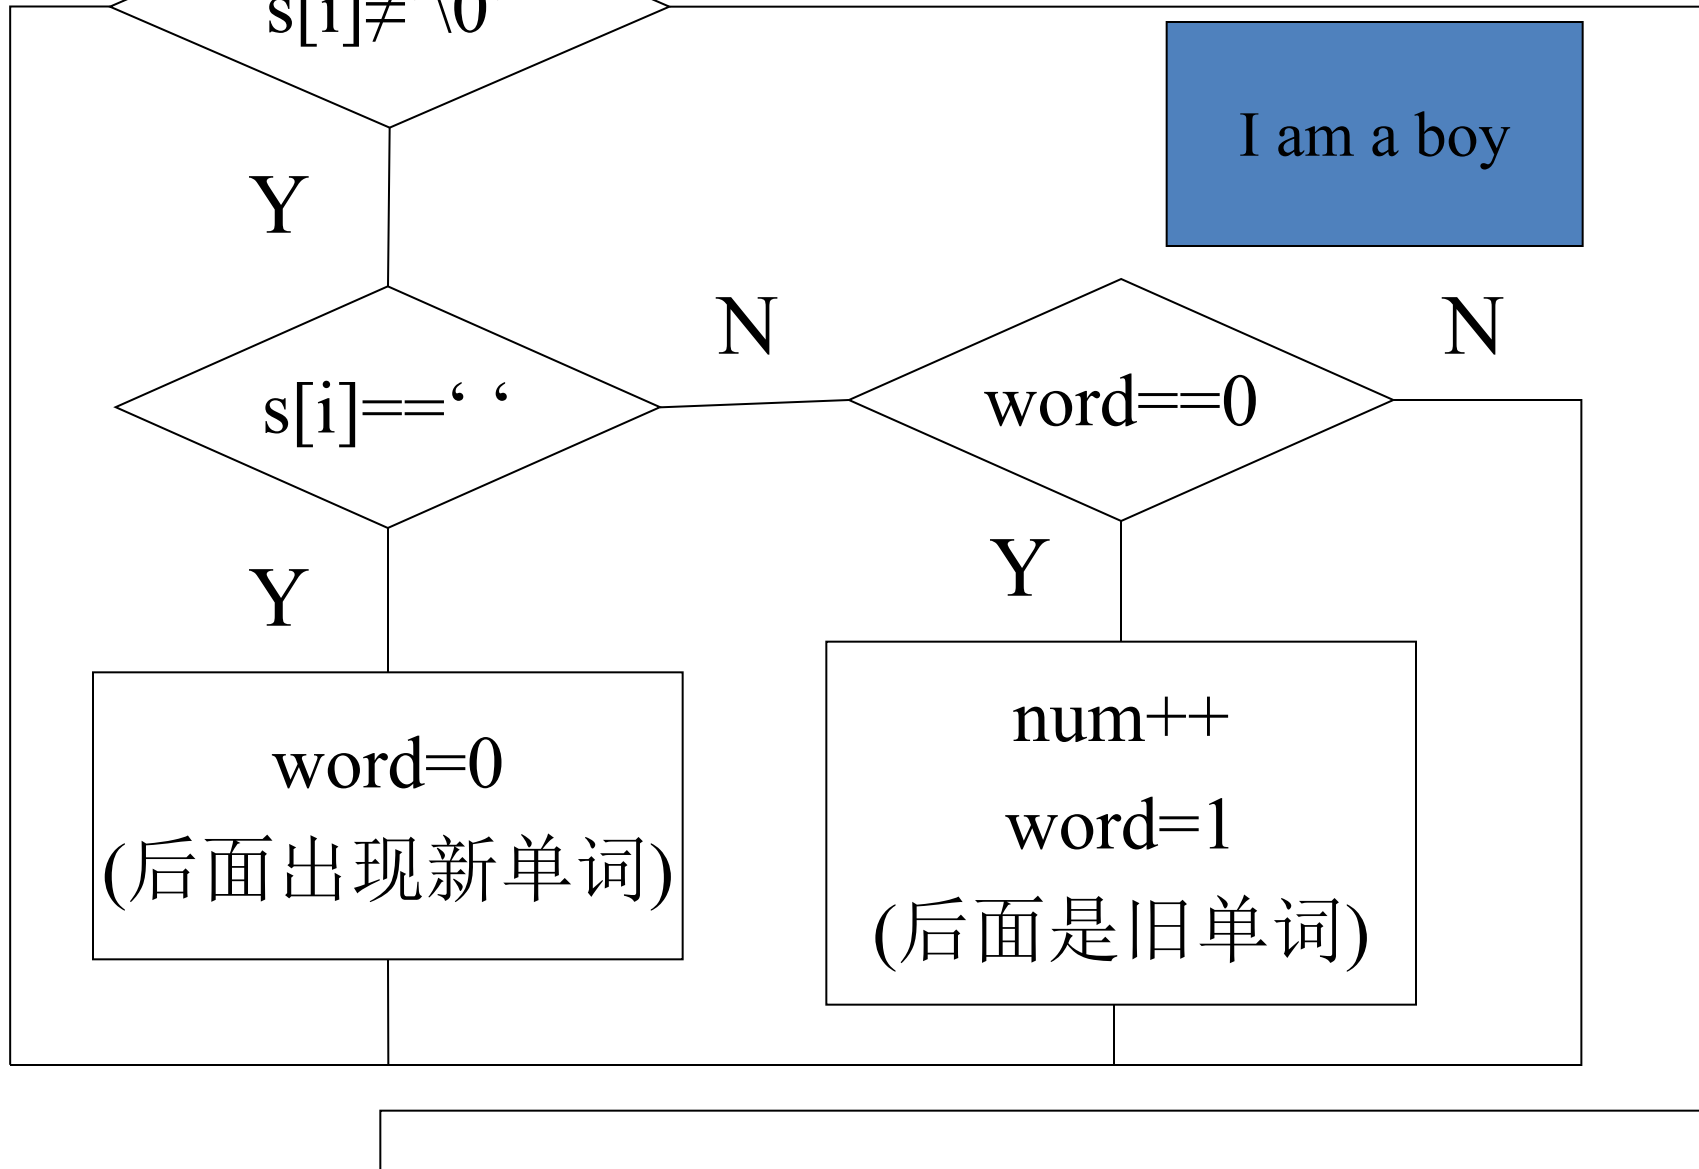 s[i]≠‘\0’
I am a boy
Y
N
N
s[i]==‘ ‘
word==0
Y
Y
word=0
(后面出现新单词)
num++
word=1
(后面是旧单词)